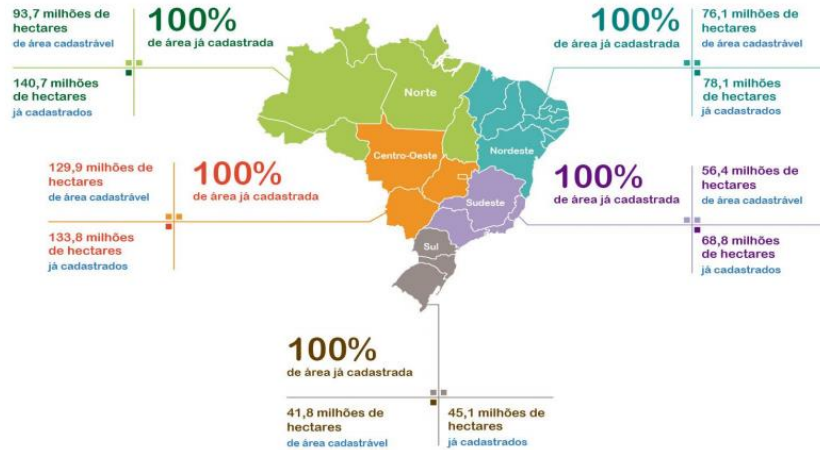 93,7 milhões de
hectares
de área cadastrável
140,7 milhões
de hectares
já cadastrados
100%
de área já cadastrada
100%
de área já cadastrada
76,1 milhões de
hectares
de área cadastrável
78,1 milhões
de hectares
já cadastrados
Norte
Nordeste
Centro-Oeste
Sudeste
Sul
129,9 milhões de
hectares
de área cadastrável
133,8 milhões
de hectares
já cadastrados
100%
de área já cadastrada
100%
de área já cadastrada
56,4 milhões de
hectares
de área cadastrável
68,8 milhões
de hectares
já cadastrados
100%
de área já cadastrada
41,8 milhões de
hectares
de área cadastrável
45,1 milhões de
hectares
já cadastrados